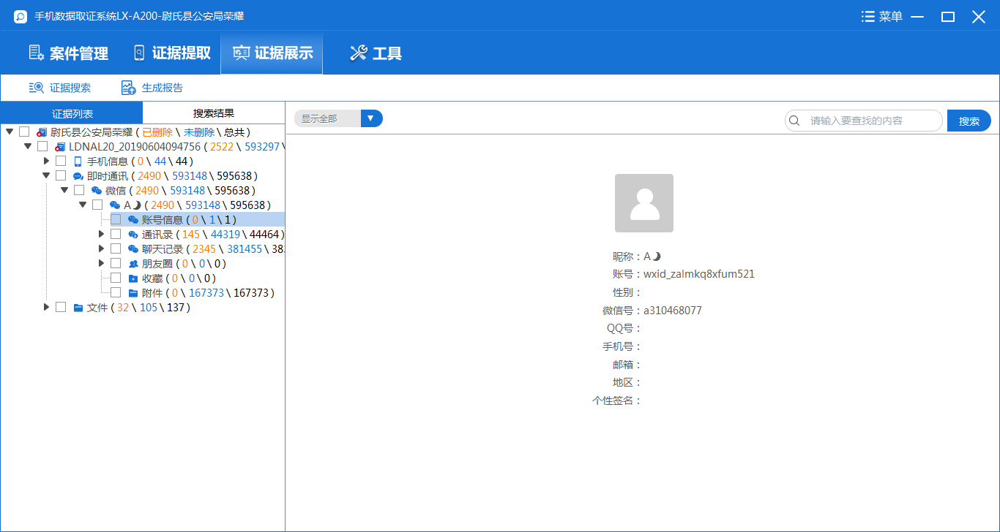 手机数据取证系统LX-A200-尉氏县公安局荣耀
菜单
案件管理
证据提取
证据展示
工具
证据搜索
生成报告
证据列表
搜索结果
尉氏县公安局荣耀 ( 已删除 \ 未删除 \ 总共 )
LDNAL20_20190604094756 ( 2522 \ 593297 \
手机信息 ( 0 \ 44 \ 44 )
即时通讯 ( 2490 \ 593148 \ 595638 )
微信 ( 2490 \ 593148 \ 595638 )
A🌙 ( 2490 \ 593148 \ 595638 )
账号信息 ( 0 \ 1 \ 1 )
通讯录 ( 145 \ 44319 \ 44464 )
聊天记录 ( 2345 \ 381455 \ 38
朋友圈 ( 0 \ 0 \ 0 )
收藏 ( 0 \ 0 \ 0 )
附件 ( 0 \ 167373 \ 167373 )
文件 ( 32 \ 105 \ 137 )
显示全部
请输入要查找的内容
搜索
昵称：A🌙
账号：wxid_zalmkq8xfum521
性别：
微信号：a310468077
QQ号：
手机号：
邮箱：
地区：
个性签名：